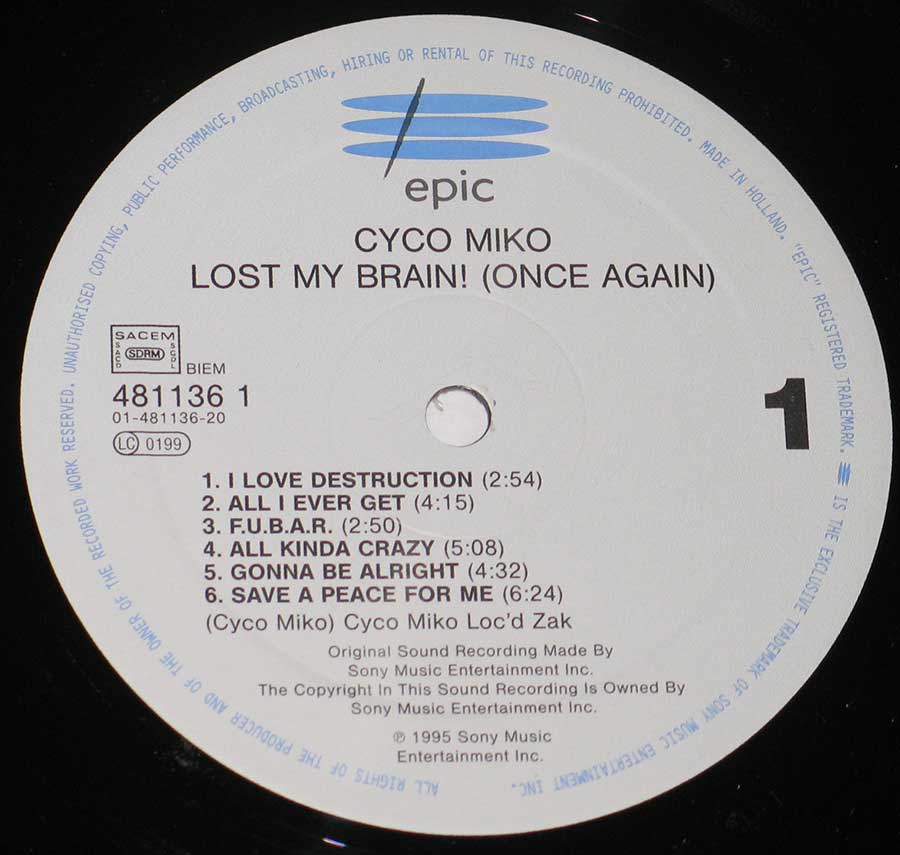 ALL RIGHTS OF THE PRODUCER AND OF THE OWNER OF THE RECORDED WORK RESERVED. UNAUTHORISED COPYING, PUBLIC PERFORMANCE, BROADCASTING, HIRING OR RENTAL OF THIS RECORDING PROHIBITED. MADE IN HOLLAND. "EPIC" REGISTERED TRADEMARK. IS THE EXCLUSIVE TRADEMARK OF SONY MUSIC ENTERTAINMENT INC.
epic
CYCO MIKO
LOST MY BRAIN! (ONCE AGAIN)
SACEM
SACD SDRM SGDL
BIEM
481136 1
01-481136-20
LC 0199
1
1. I LOVE DESTRUCTION (2:54)
2. ALL I EVER GET (4:15)
3. F.U.B.A.R. (2:50)
4. ALL KINDA CRAZY (5:08)
5. GONNA BE ALRIGHT (4:32)
6. SAVE A PEACE FOR ME (6:24)
(Cyco Miko) Cyco Miko Loc'd Zak
Original Sound Recording Made By
Sony Music Entertainment Inc.
The Copyright In This Sound Recording Is Owned By
Sony Music Entertainment Inc.
℗ 1995 Sony Music
Entertainment Inc.